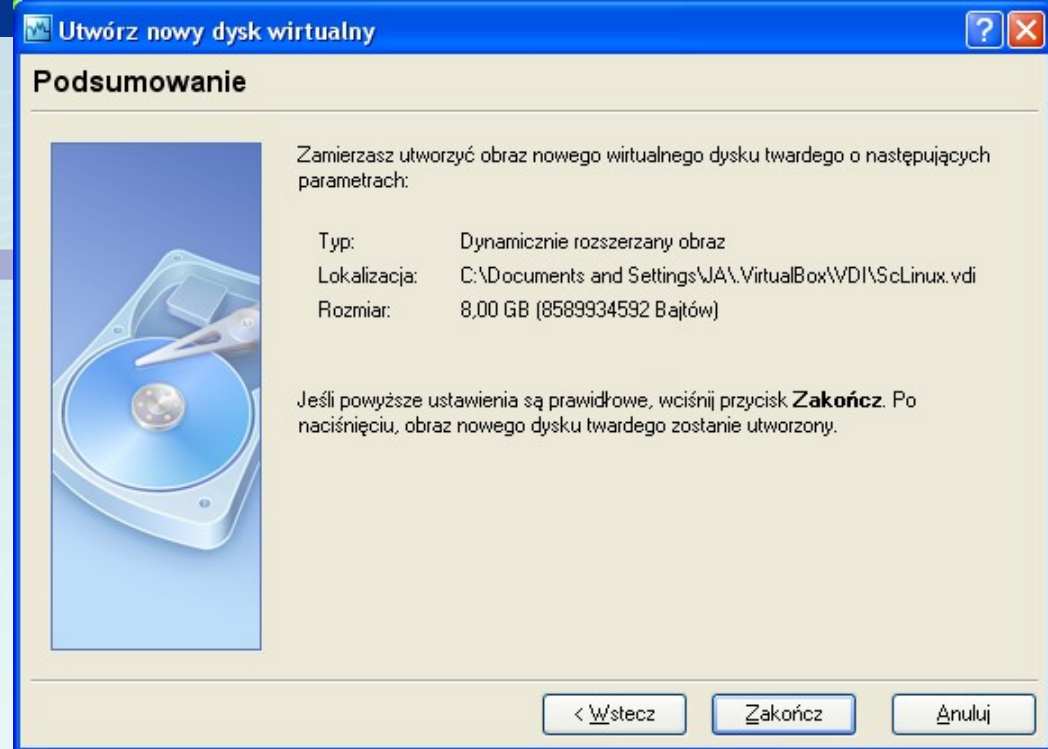 Utwórz nowy dysk wirtualny
Podsumowanie
Zamierzasz utworzyć obraz nowego wirtualnego dysku twardego o następujących
parametrach:
Typ: Dynamicznie rozszerzany obraz
Lokalizacja: C:\Documents and Settings\JA\.VirtualBox\VDI\ScLinux.vdi
Rozmiar: 8,00 GB (8589934592 Bajtów)
Jeśli powyższe ustawienia są prawidłowe, wciśnij przycisk Zakończ. Po
naciśnięciu, obraz nowego dysku twardego zostanie utworzony.
< Wstecz Zakończ Anuluj